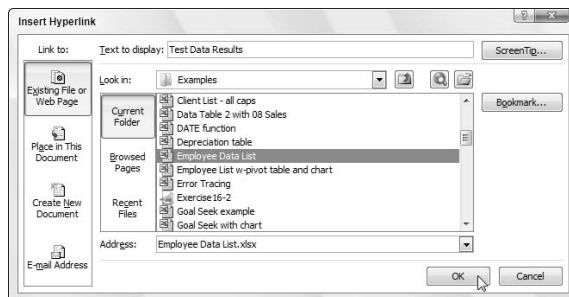 Insert Hyperlink
Link to:
Text to display: Test Data Results
ScreenTip...
Existing File or
Web Page
Place in This
Document
Create New
Document
E-mail Address
Look in:
Examples
Current
Folder
Browsed
Pages
Recent
Files
Client List - all caps
Data Table 2 with 08 Sales
DATE function
Depreciation table
Employee Data List
Employee List w-pivot table and chart
Error Tracing
Exercise16-2
Goal Seek example
Goal Seek with chart
Bookmark...
Address: Employee Data List.xlsx
OK
Cancel